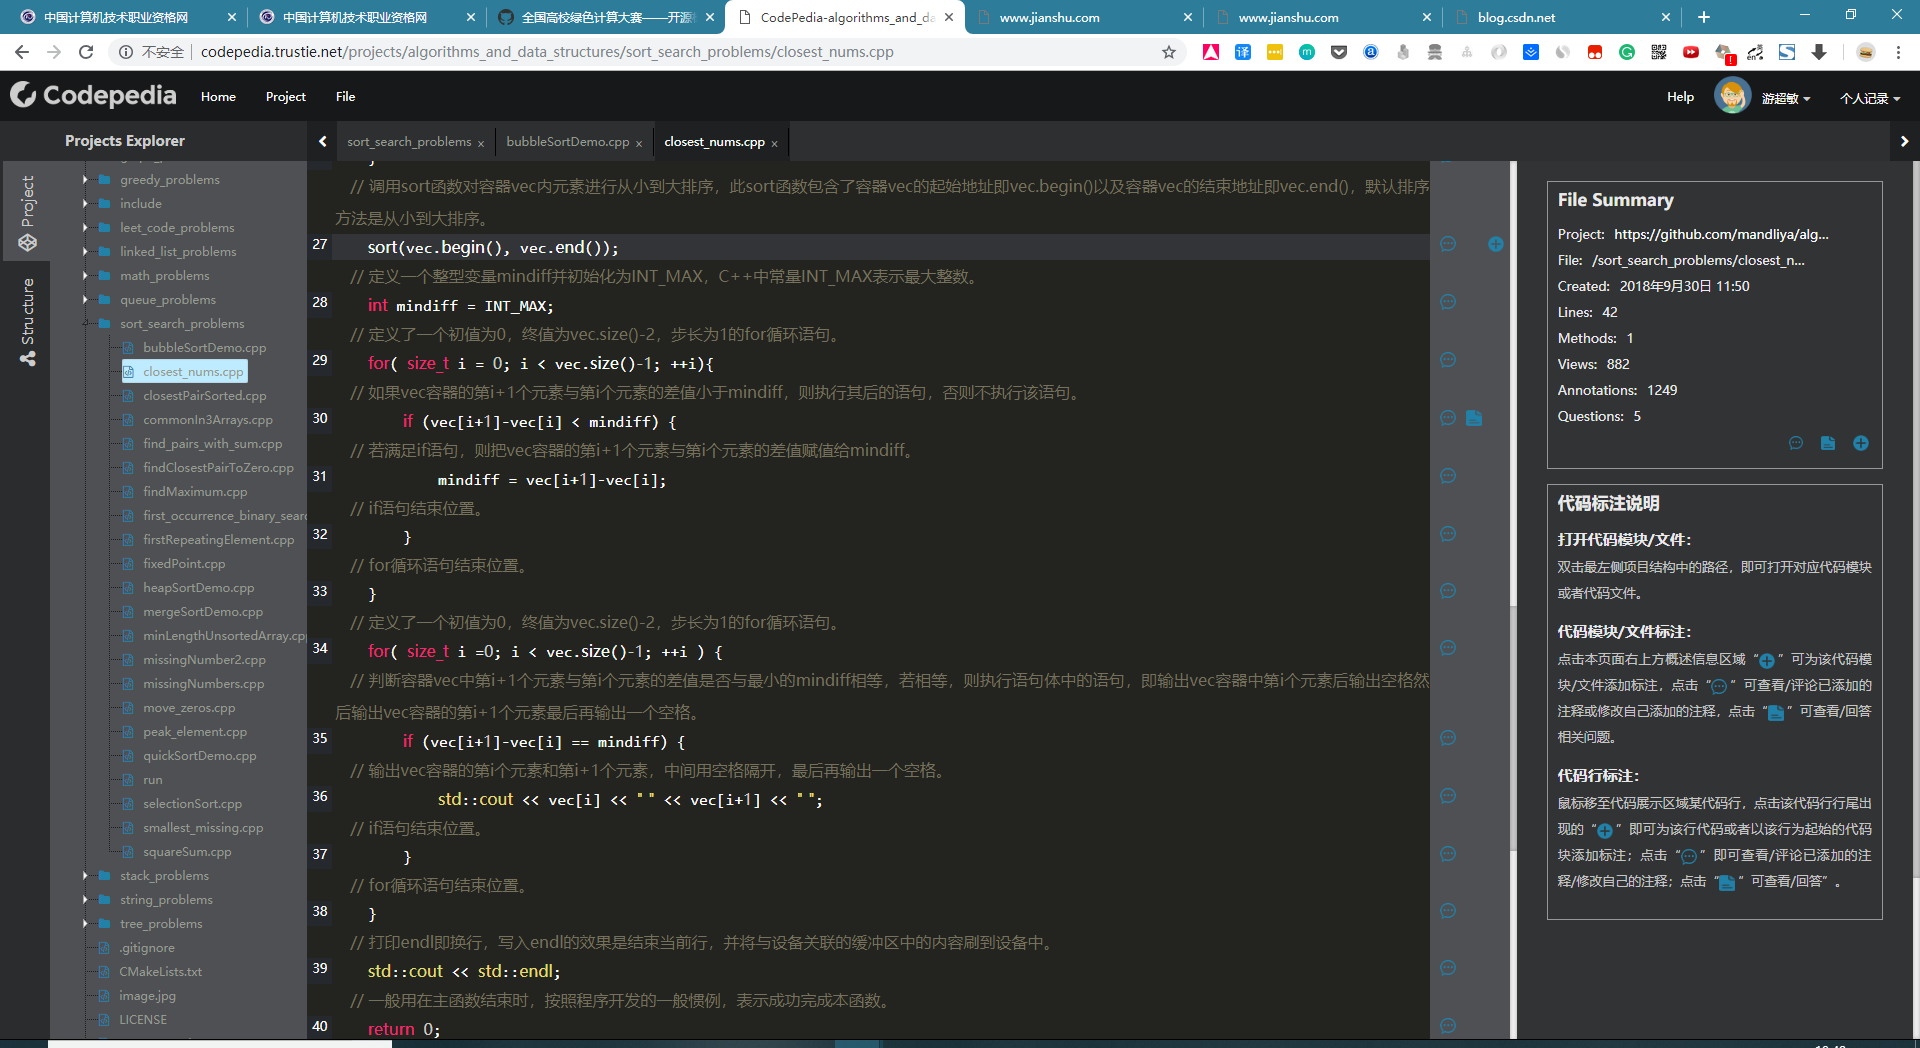 中国计算机技术职业资格网
中国计算机技术职业资格网
全国高校绿色计算大赛——开源
CodePedia-algorithms_and_da
www.jianshu.com
www.jianshu.com
blog.csdn.net
不安全
codepedia.trustie.net/projects/algorithms_and_data_structures/sort_search_problems/closest_nums.cpp
Codepedia
Home
Project
File
Help
游超敏
个人记录
Projects Explorer
sort_search_problems ×
bubbleSortDemo.cpp ×
closest_nums.cpp ×
Project
Structure
greedy_problems
include
leet_code_problems
linked_list_problems
math_problems
queue_problems
sort_search_problems
bubbleSortDemo.cpp
closest_nums.cpp
closestPairSorted.cpp
commonIn3Arrays.cpp
find_pairs_with_sum.cpp
findClosestPairToZero.cpp
findMaximum.cpp
first_occurrence_binary_searc
firstRepeatingElement.cpp
fixedPoint.cpp
heapSortDemo.cpp
mergeSortDemo.cpp
minLengthUnsortedArray.cp
missingNumber2.cpp
missingNumbers.cpp
move_zeros.cpp
peak_element.cpp
quickSortDemo.cpp
run
selectionSort.cpp
smallest_missing.cpp
squareSum.cpp
stack_problems
string_problems
tree_problems
.gitignore
CMakeLists.txt
image.jpg
LICENSE
// 调用sort函数对容器vec内元素进行从小到大排序，此sort函数包含了容器vec的起始地址即vec.begin()以及容器vec的结束地址即vec.end()，默认排序
方法是从小到大排序。
27 sort(vec.begin(), vec.end());
// 定义一个整型变量mindiff并初始化为INT_MAX，C++中常量INT_MAX表示最大整数。
28 int mindiff = INT_MAX;
// 定义了一个初值为0，终值为vec.size()-2，步长为1的for循环语句。
29 for( size_t i = 0; i < vec.size()-1; ++i){
// 如果vec容器的第i+1个元素与第i个元素的差值小于mindiff，则执行其后的语句，否则不执行该语句。
30 if (vec[i+1]-vec[i] < mindiff) {
// 若满足if语句，则把vec容器的第i+1个元素与第i个元素的差值赋值给mindiff。
31 mindiff = vec[i+1]-vec[i];
// if语句结束位置。
32 }
// for循环语句结束位置。
33 }
// 定义了一个初值为0，终值为vec.size()-2，步长为1的for循环语句。
34 for( size_t i =0; i < vec.size()-1; ++i ) {
// 判断容器vec中第i+1个元素与第i个元素的差值是否与最小的mindiff相等，若相等，则执行语句体中的语句，即输出vec容器中第i个元素后输出空格然
后输出vec容器的第i+1个元素最后再输出一个空格。
35 if (vec[i+1]-vec[i] == mindiff) {
// 输出vec容器的第i个元素和第i+1个元素，中间用空格隔开，最后再输出一个空格。
36 std::cout << vec[i] << " " << vec[i+1] << " ";
// if语句结束位置。
37 }
// for循环语句结束位置。
38 }
// 打印endl即换行，写入endl的效果是结束当前行，并将与设备关联的缓冲区中的内容刷到设备中。
39 std::cout << std::endl;
// 一般用在主函数结束时，按照程序开发的一般惯例，表示成功完成本函数。
40 return 0;
File Summary
Project: https://github.com/mandliya/alg...
File: /sort_search_problems/closest_n...
Created: 2018年9月30日 11:50
Lines: 42
Methods: 1
Views: 882
Annotations: 1249
Questions: 5
代码标注说明
打开代码模块/文件：
双击最左侧项目结构中的路径，即可打开对应代码模块
或者代码文件。
代码模块/文件标注：
点击本页面右上方概述信息区域“ ”可为该代码模
块/文件添加标注，点击“ ”可查看/评论已添加的
注释或修改自己添加的注释，点击“ ”可查看/回答
相关问题。
代码行标注：
鼠标移至代码展示区域某代码行，点击该代码行行尾出
现的“ ”即可为该行代码或者以该行为起始的代码
块添加标注；点击“ ”即可查看/评论已添加的注
释/修改自己的注释；点击“ ”可查看/回答”。